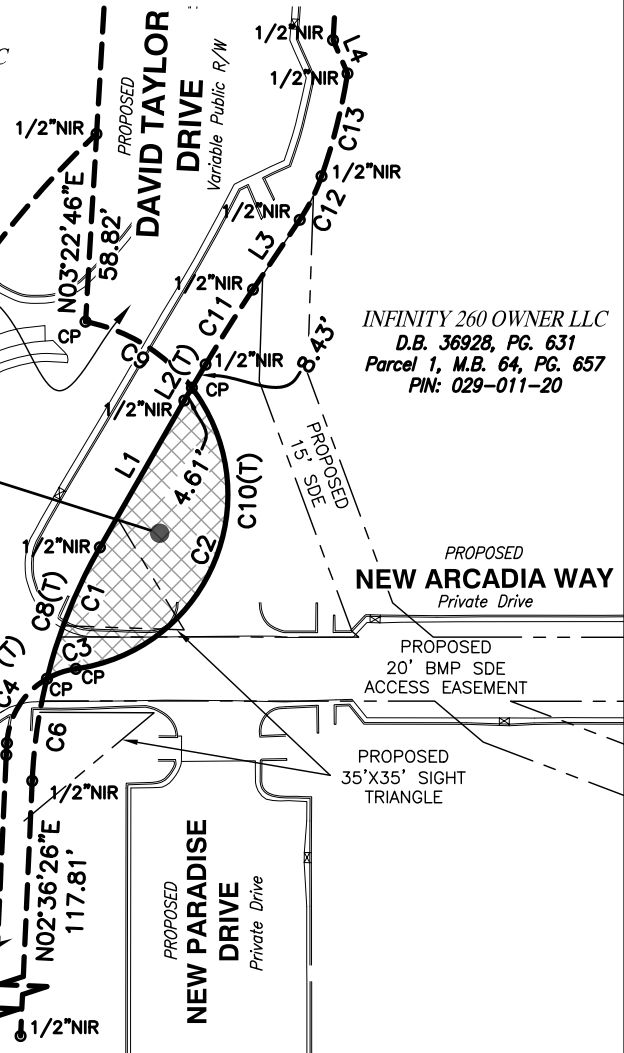 C
1/2"NIR
L4
1/2"NIR
PROPOSED
DAVID TAYLOR
DRIVE
Variable Public R/W
1/2"NIR
C13
1/2"NIR
N03°22'46"E
58.82'
1/2"NIR
C12
L3
1/2"NIR
CP
C9
C11
8.43'
INFINITY 260 OWNER LLC
D.B. 36928, PG. 631
Parcel 1, M.B. 64, PG. 657
PIN: 029-011-20
1/2"NIR
L2(T)
CP
1/2"NIR
L1
4.61'
PROPOSED
15' SDE
C10(T)
1/2"NIR
C2
C8(T)
C1
PROPOSED
NEW ARCADIA WAY
Private Drive
C3
CP
CP
C4 (T)
PROPOSED
20' BMP SDE
ACCESS EASEMENT
C6
PROPOSED
35'X35' SIGHT
TRIANGLE
1/2"NIR
N02°36'26"E
117.81'
PROPOSED
NEW PARADISE
DRIVE
Private Drive
1/2"NIR